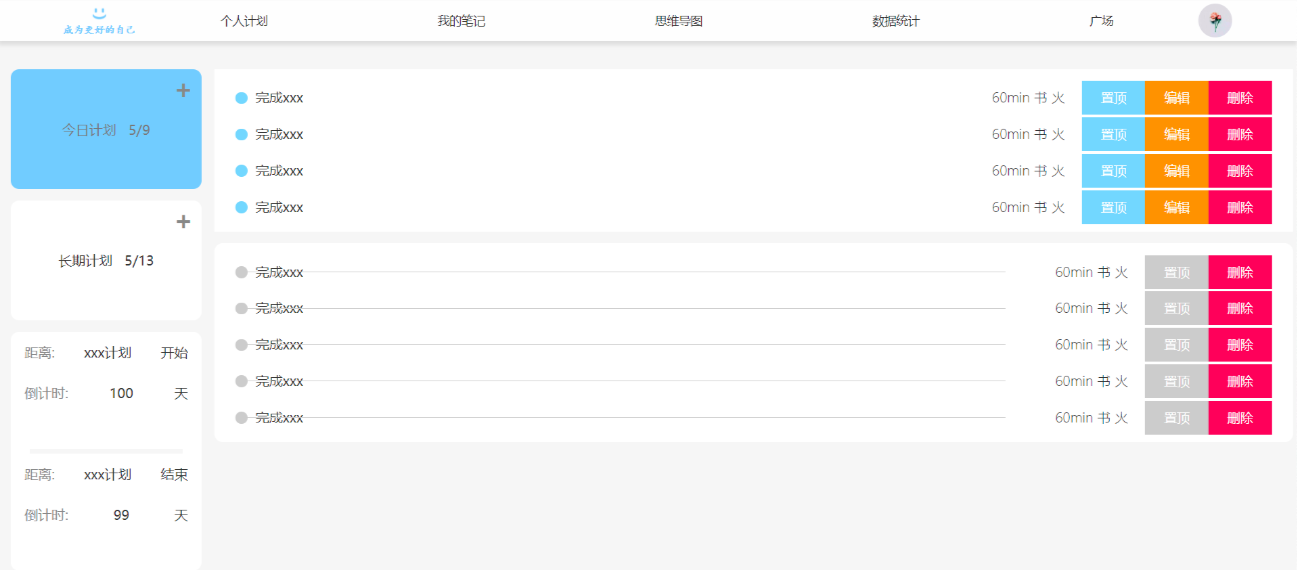 成为更好的自己
个人计划 我的笔记 思维导图 数据统计 广场
今日计划 5/9
长期计划 5/13
距离: xxx计划 开始
倒计时: 100 天
距离: xxx计划 结束
倒计时: 99 天
完成xxx 60min 书 火 置顶 编辑 删除
完成xxx 60min 书 火 置顶 编辑 删除
完成xxx 60min 书 火 置顶 编辑 删除
完成xxx 60min 书 火 置顶 编辑 删除
完成xxx 60min 书 火 置顶 删除
完成xxx 60min 书 火 置顶 删除
完成xxx 60min 书 火 置顶 删除
完成xxx 60min 书 火 置顶 删除
完成xxx 60min 书 火 置顶 删除